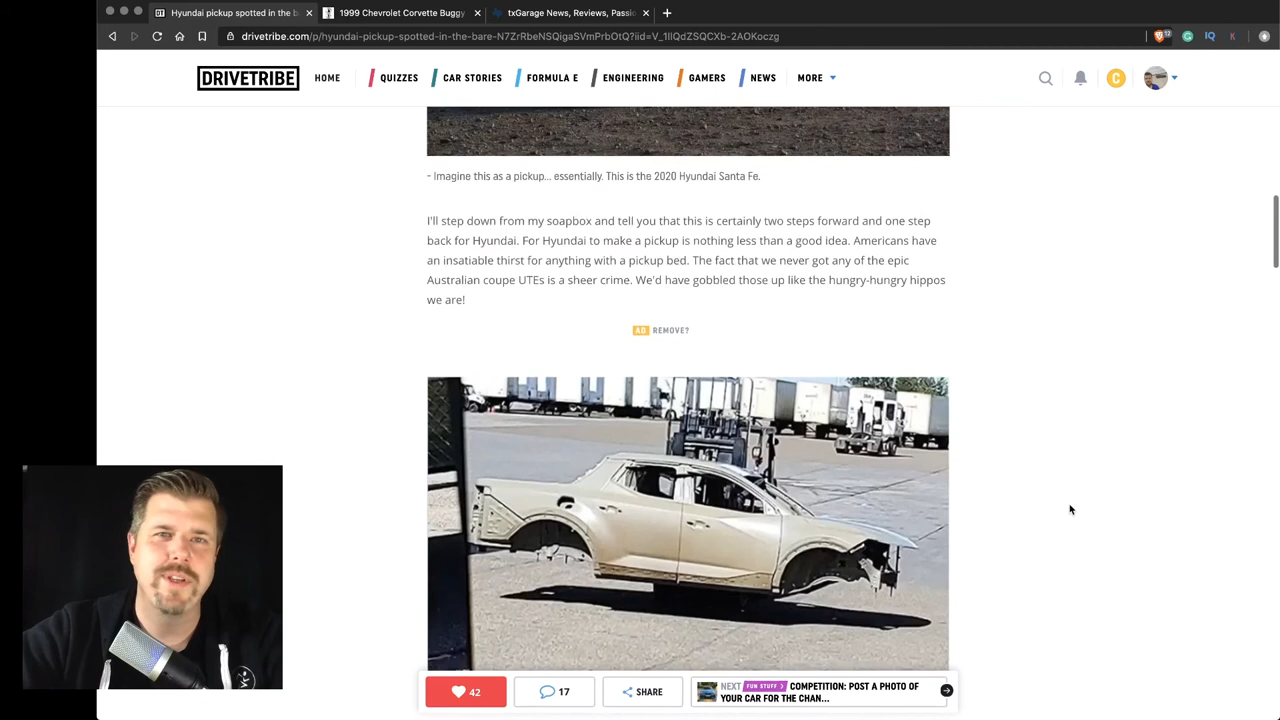 DT Hyundai pickup spotted in the b
1999 Chevrolet Corvette Buggy
txGarage News, Reviews, Passio
drivetribe.com/p/hyundai-pickup-spotted-in-the-bare-N7ZrRbeNSQigaSVmPrbOtQ?iid=V_1IlQdZSQCXb-2AOKoczg
12
DRIVETRIBE
HOME
QUIZZES
CAR STORIES
FORMULA E
ENGINEERING
GAMERS
NEWS
MORE
C
- Imagine this as a pickup... essentially. This is the 2020 Hyundai Santa Fe.
I'll step down from my soapbox and tell you that this is certainly two steps forward and one step
back for Hyundai. For Hyundai to make a pickup is nothing less than a good idea. Americans have
an insatiable thirst for anything with a pickup bed. The fact that we never got any of the epic
Australian coupe UTEs is a sheer crime. We'd have gobbled those up like the hungry-hungry hippos
we are!
AD REMOVE?
42
17
SHARE
NEXT FUN STUFF COMPETITION: POST A PHOTO OF
YOUR CAR FOR THE CHAN...